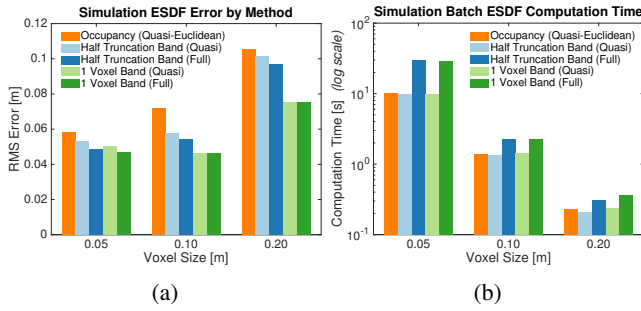 Simulation ESDF Error by Method
0.12
0.1
0.08
0.06
0.04
0.02
0
RMS Error [m]
Occupancy (Quasi-Euclidean)
Half Truncation Band (Quasi)
Half Truncation Band (Full)
1 Voxel Band (Quasi)
1 Voxel Band (Full)
0.05 0.10 0.20
Voxel Size [m]
(a)
Simulation Batch ESDF Computation Time
10^2
10^1
10^0
10^-1
Computation Time [s] (log scale)
Occupancy (Quasi-Euclidean)
Half Truncation Band (Quasi)
Half Truncation Band (Full)
1 Voxel Band (Quasi)
1 Voxel Band (Full)
0.05 0.10 0.20
Voxel Size [m]
(b)